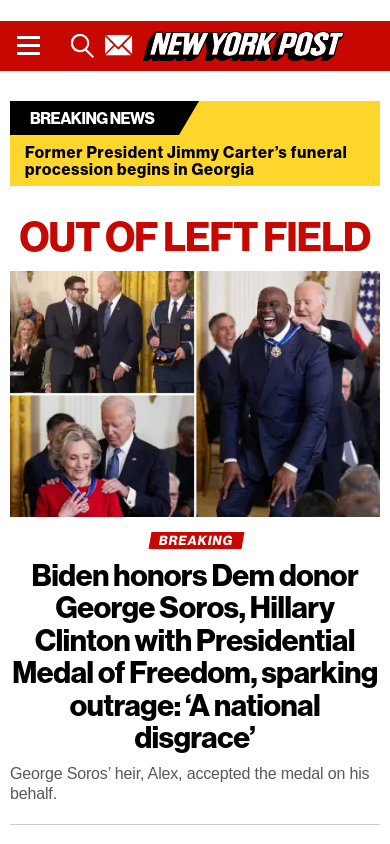 NEW YORK POST
BREAKING NEWS
Former President Jimmy Carter’s funeral
procession begins in Georgia
OUT OF LEFT FIELD
BREAKING
Biden honors Dem donor
George Soros, Hillary
Clinton with Presidential
Medal of Freedom, sparking
outrage: ‘A national
disgrace’
George Soros’ heir, Alex, accepted the medal on his
behalf.